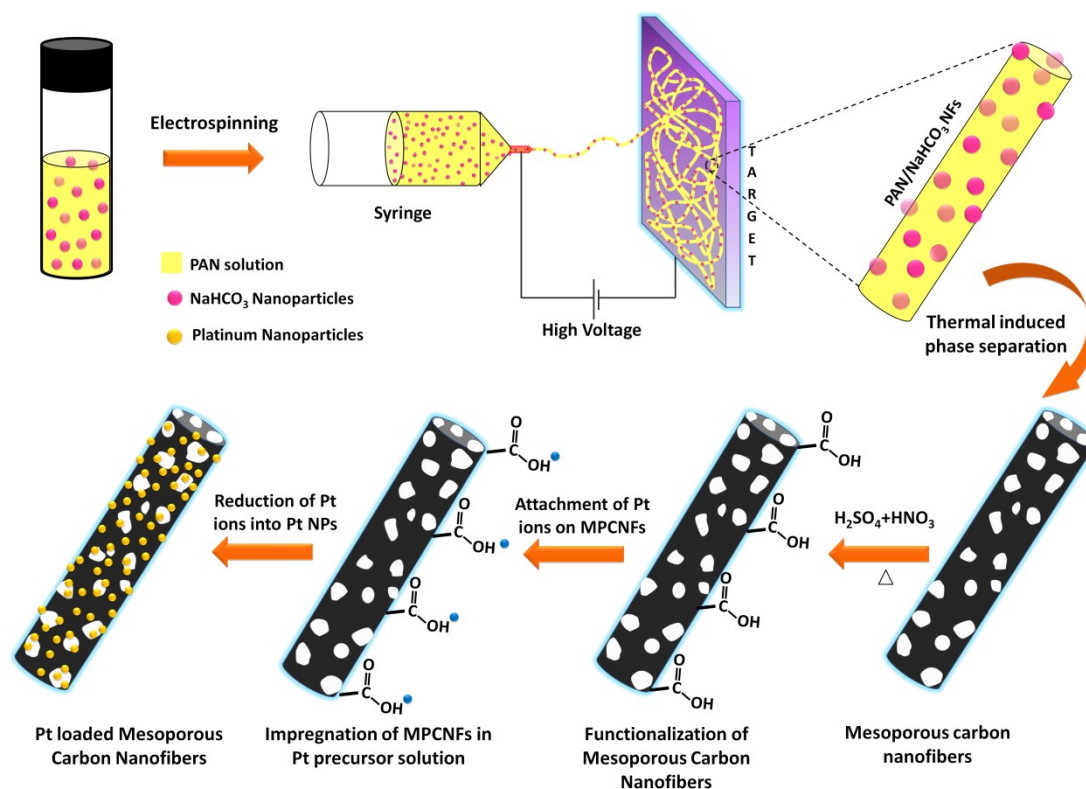 Electrospinning
Syringe
TARGET
High Voltage
PAN/NaHCO₃ NFs
PAN solution
NaHCO₃ Nanoparticles
Platinum Nanoparticles
Thermal induced
phase separation
H₂SO₄+HNO₃
△
Mesoporous carbon
nanofibers
O
C
OH
O
C
OH
O
C
OH
O
C
OH
Functionalization of
Mesoporous Carbon
Nanofibers
Attachment of Pt
ions on MPCNFs
O
C
OH
O
C
OH
O
C
OH
O
C
OH
Impregnation of MPCNFs in
Pt precursor solution
Reduction of Pt
ions into Pt NPs
Pt loaded Mesoporous
Carbon Nanofibers